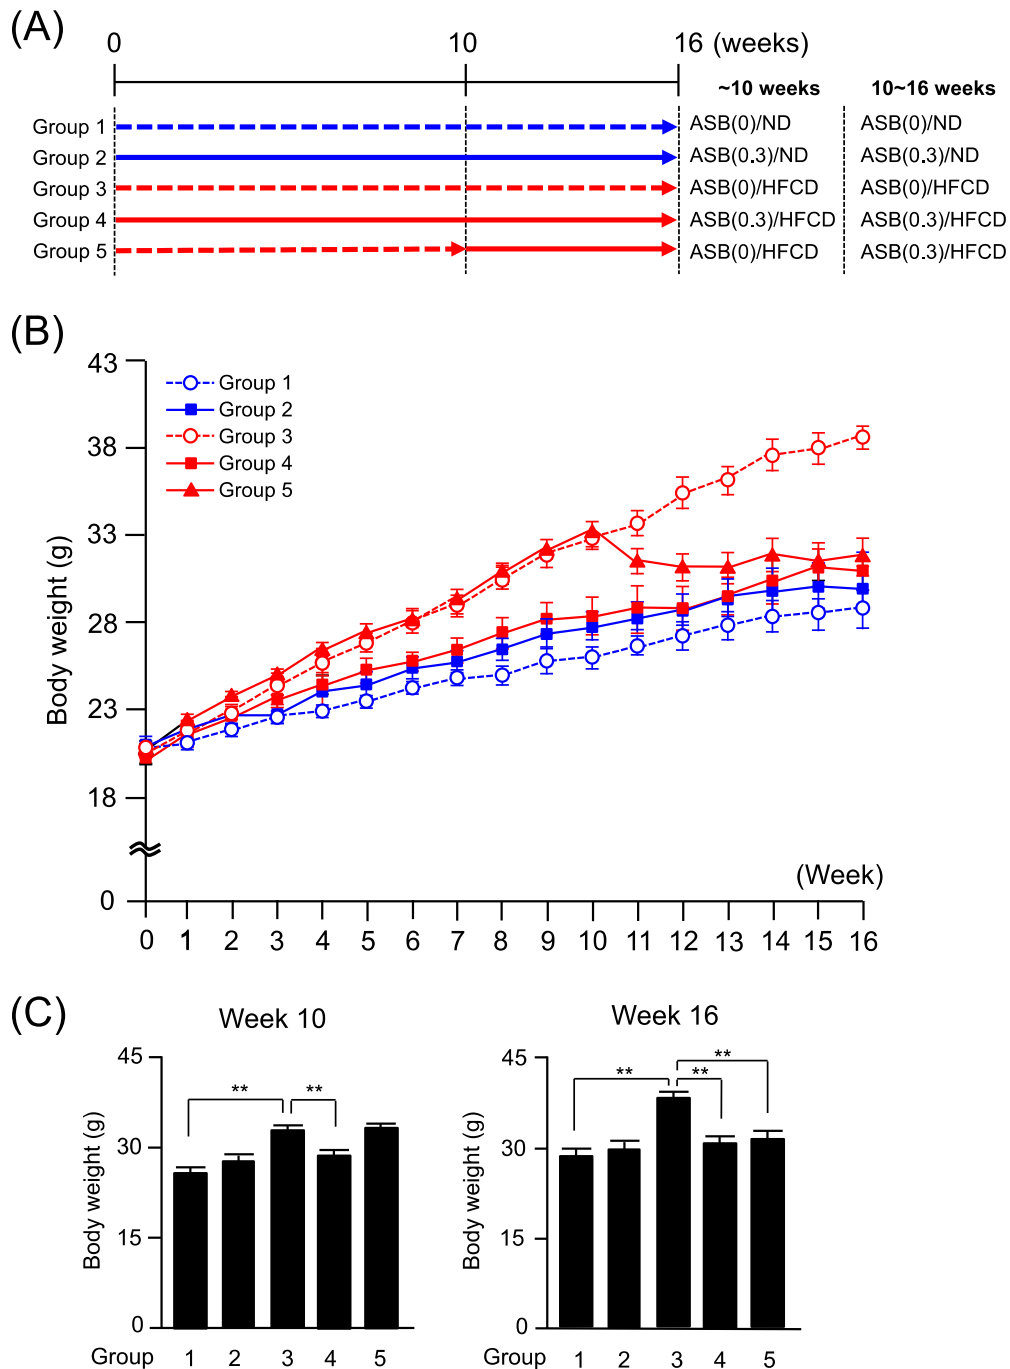 (A)
0 10 16 (weeks)
~10 weeks 10~16 weeks
Group 1 ASB(0)/ND ASB(0)/ND
Group 2 ASB(0.3)/ND ASB(0.3)/ND
Group 3 ASB(0)/HFCD ASB(0)/HFCD
Group 4 ASB(0.3)/HFCD ASB(0.3)/HFCD
Group 5 ASB(0)/HFCD ASB(0.3)/HFCD
(B)
43
38
33
28
23
18
0
Body weight (g)
Group 1
Group 2
Group 3
Group 4
Group 5
(Week)
0 1 2 3 4 5 6 7 8 9 10 11 12 13 14 15 16
(C)
Week 10
45
30
15
0
Body weight (g)
** **
Group 1 2 3 4 5
Week 16
45
30
15
0
Body weight (g)
**
** **
Group 1 2 3 4 5